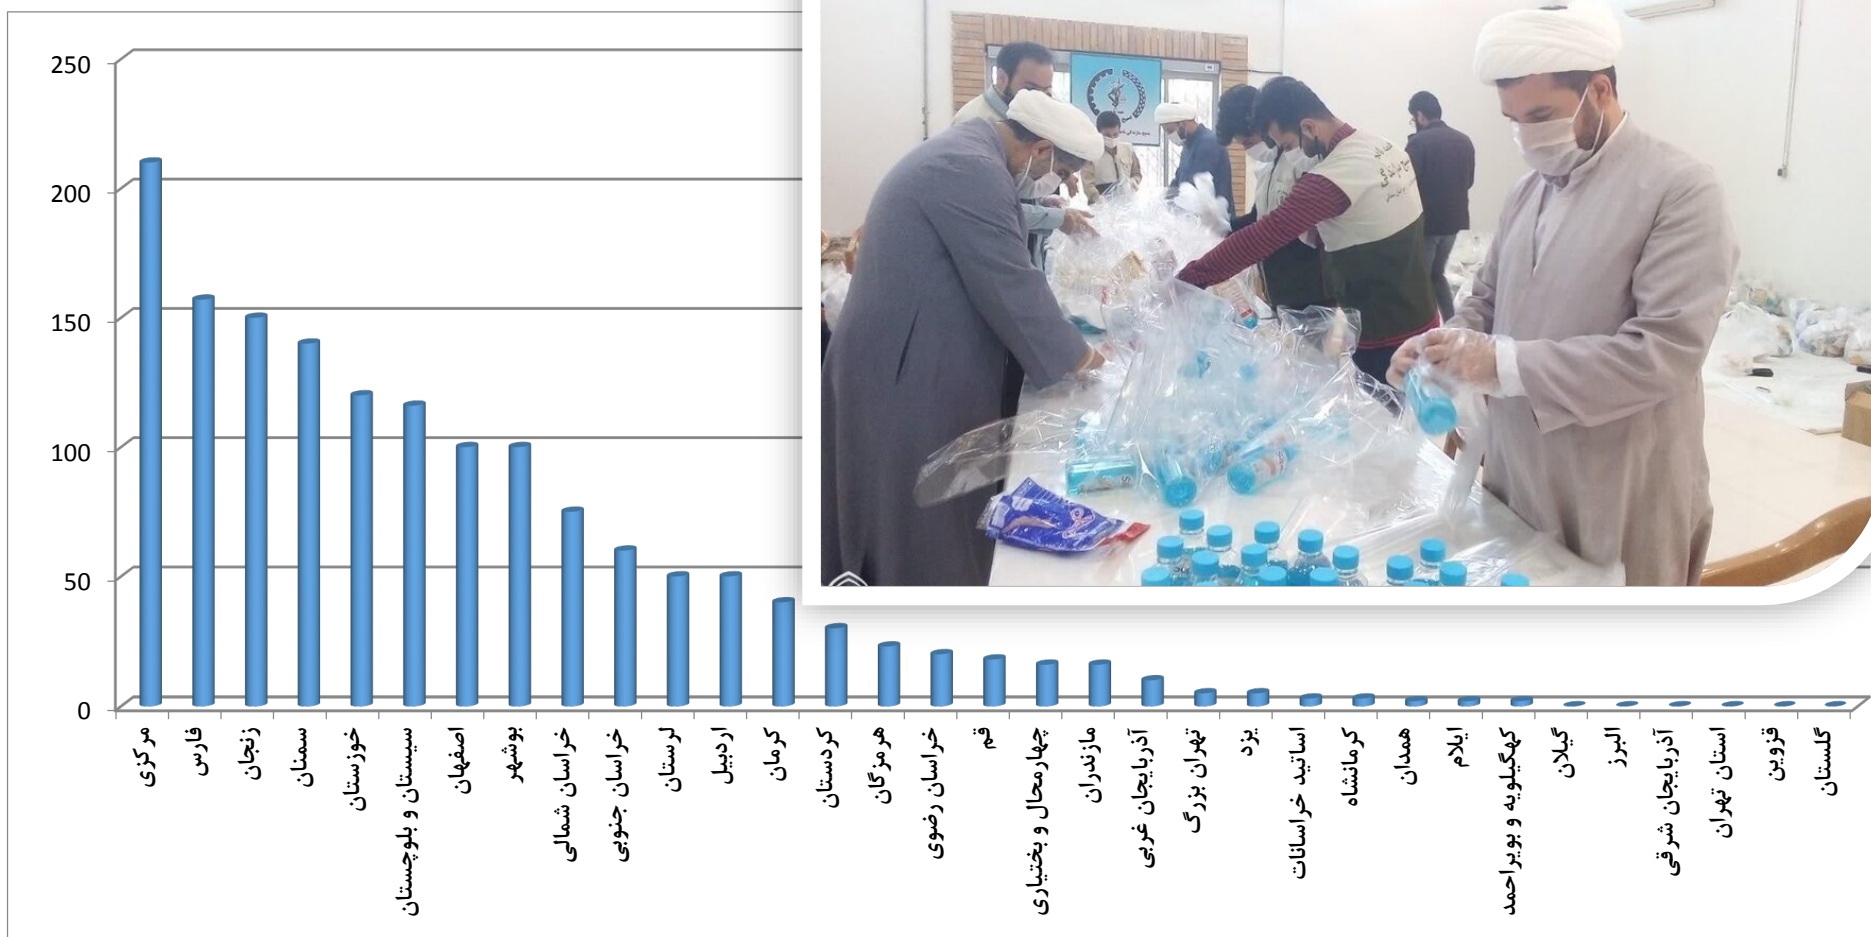 250
200
150
100
50
0
مرکزی
فارس
زنجان
سمنان
خوزستان
سیستان و بلوچستان
اصفهان
بوشهر
خراسان شمالی
خراسان جنوبی
لرستان
اردبیل
کرمان
کردستان
هرمزگان
خراسان رضوی
قم
چهارمحال و بختیاری
مازندران
آذربایجان غربی
تهران بزرگ
یزد
اساتید خراسانات
کرمانشاه
همدان
ایلام
کهگیلویه و بویراحمد
گیلان
البرز
آذربایجان شرقی
استان تهران
قزوین
گلستان